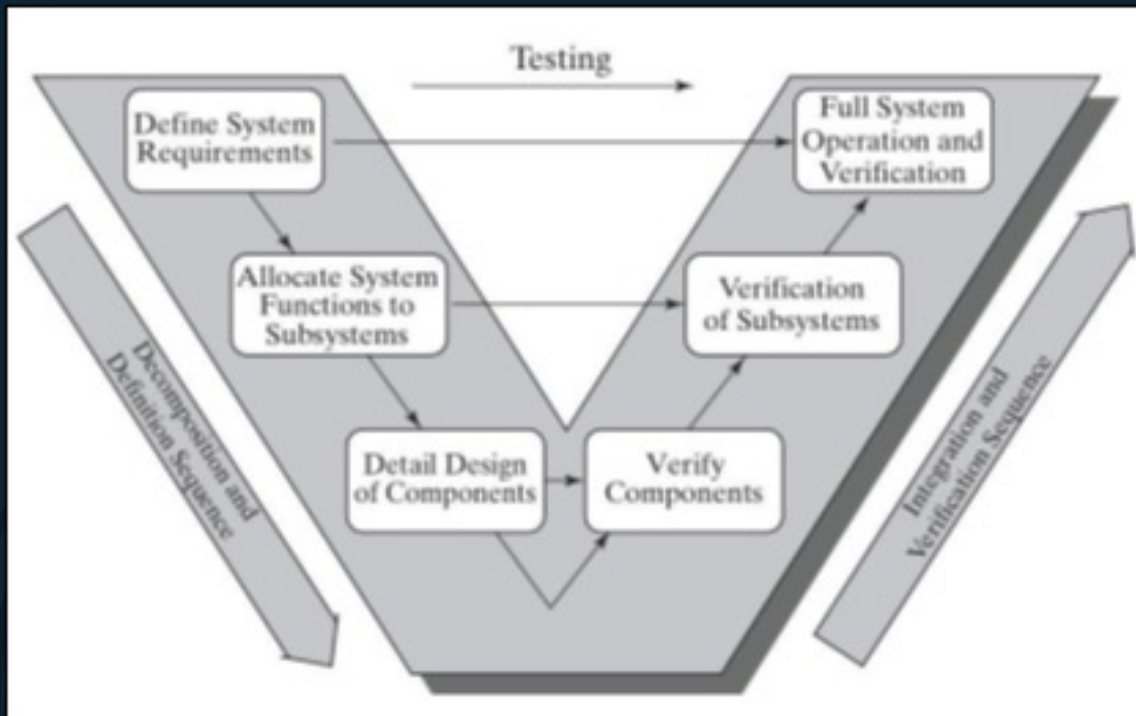 Testing
Define System
Requirements
Full System
Operation and
Verification
Allocate System
Functions to
Subsystems
Verification
of Subsystems
Detail Design
of Components
Verify
Components
Decomposition and
Definition Sequence
Integration and
Verification Sequence